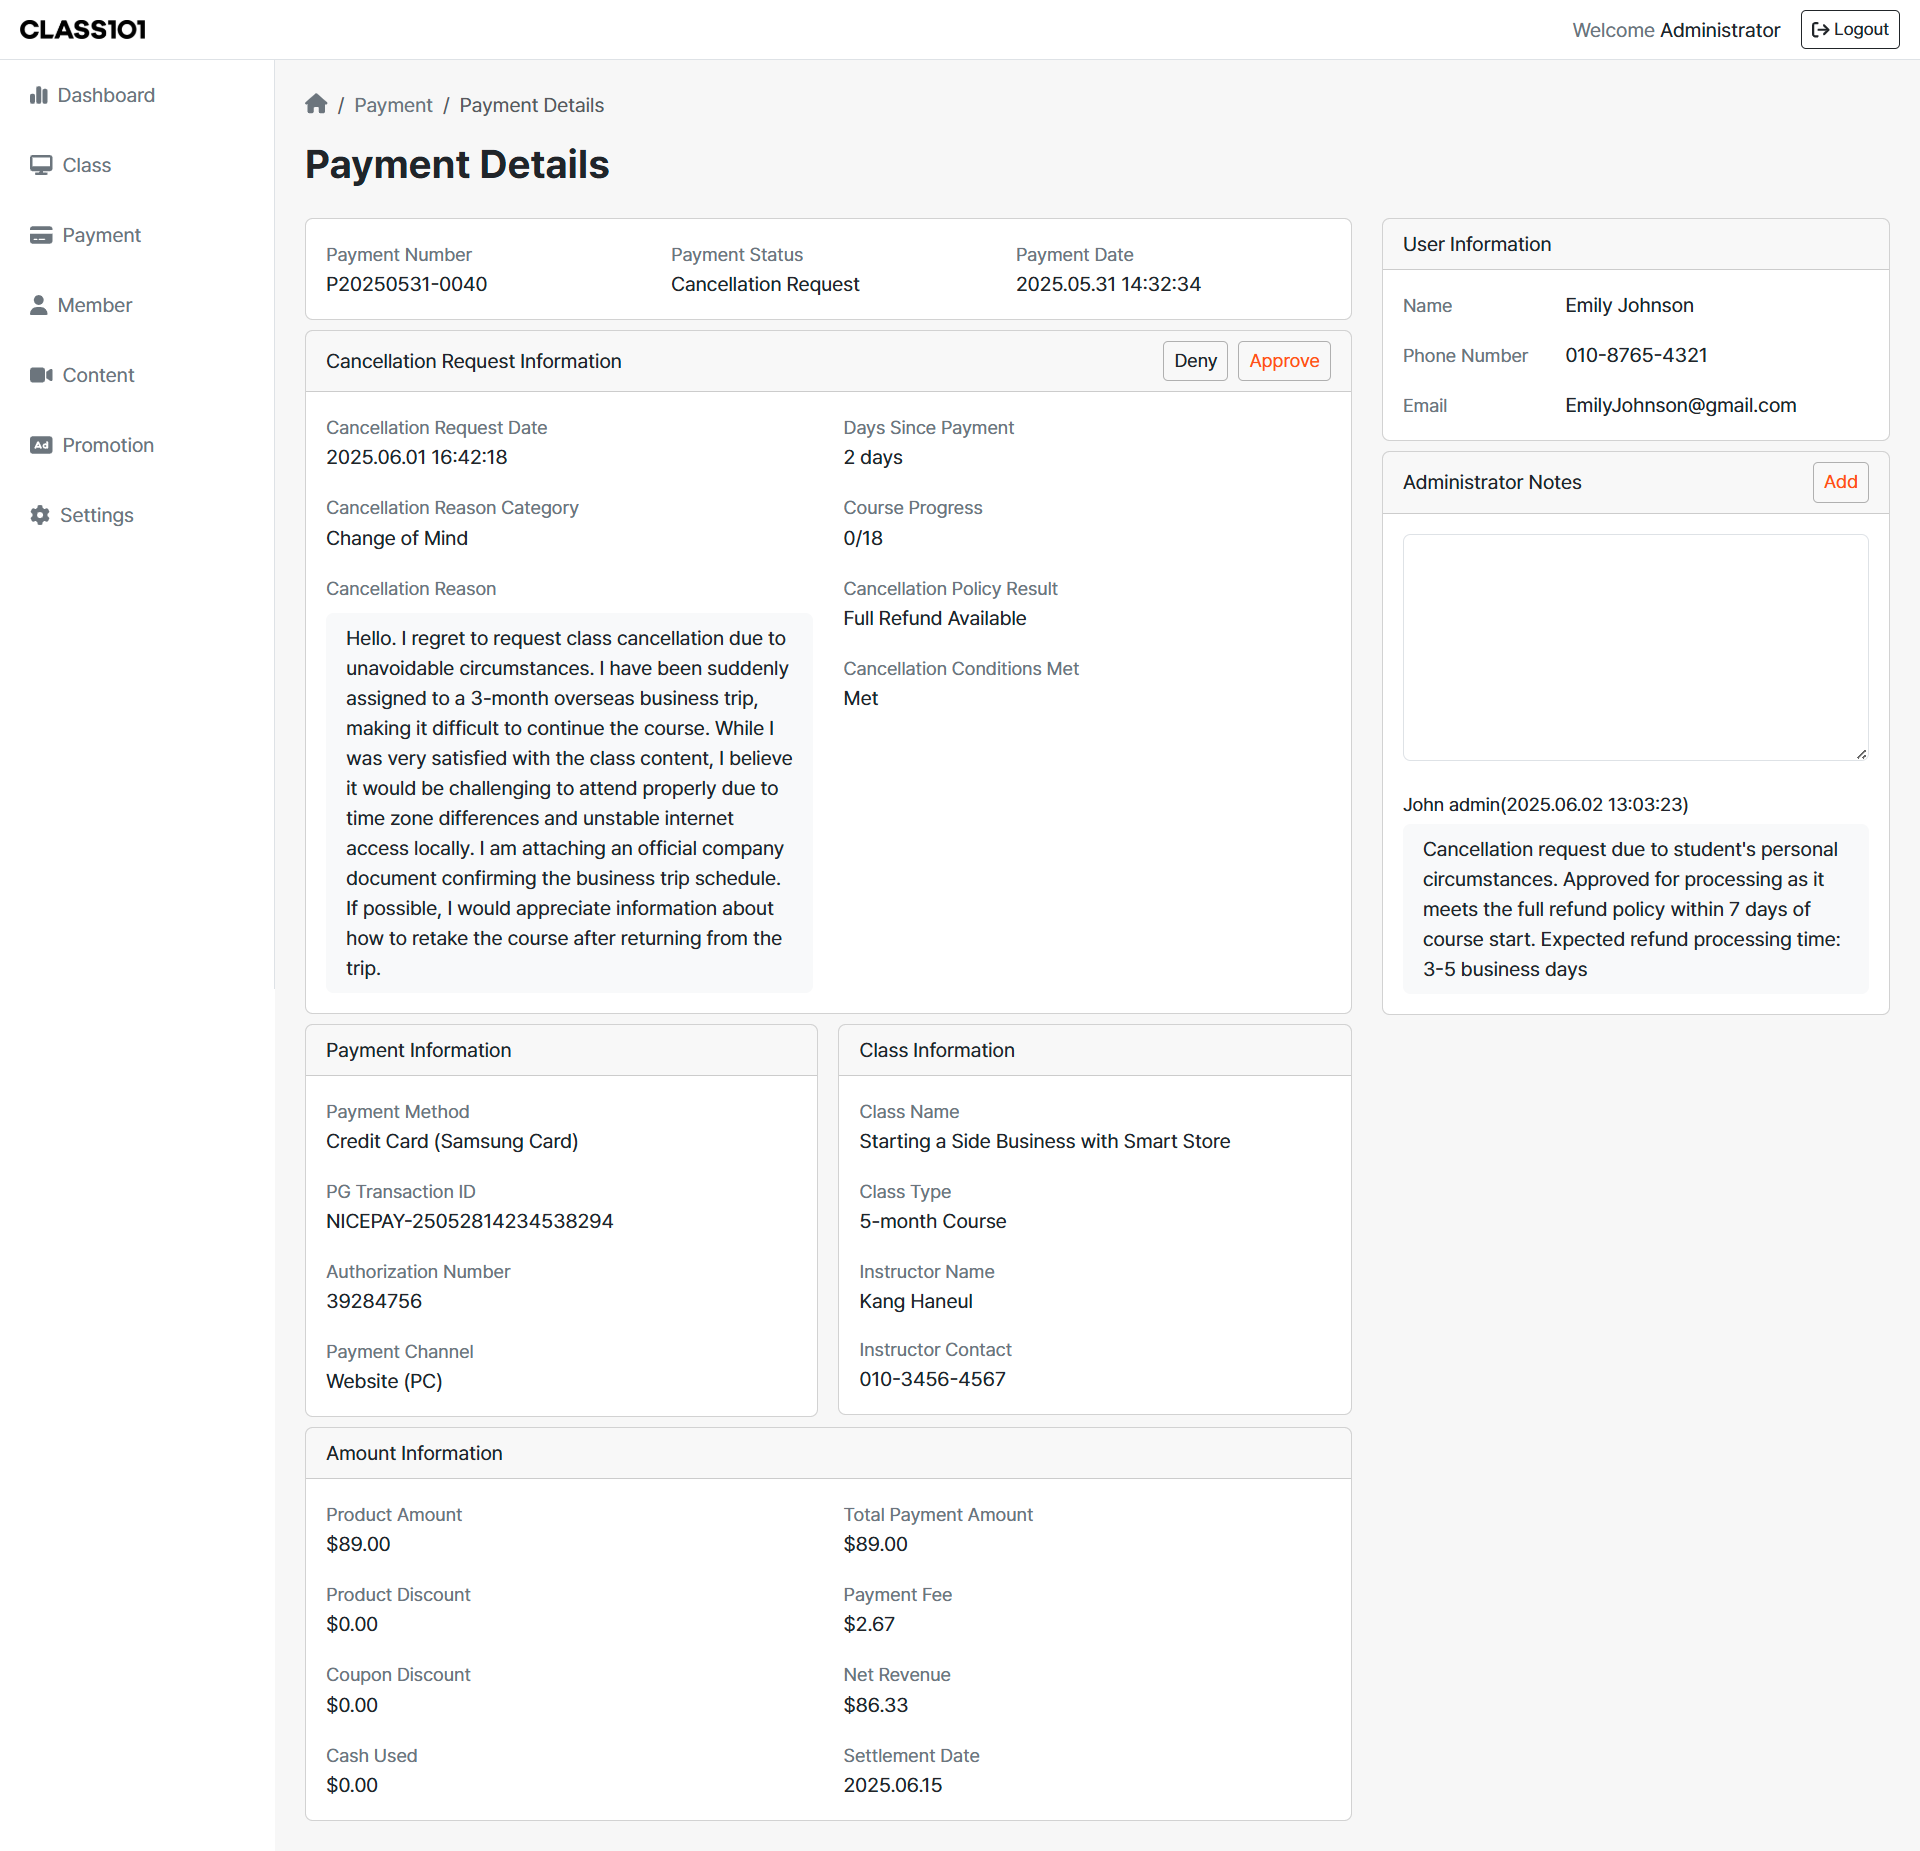 CLASS101
Welcome Administrator
Logout
Dashboard
Class
Payment
Member
Content
Ad Promotion
Settings
/ Payment / Payment Details
Payment Details
Payment Number
P20250531-0040
Payment Status
Cancellation Request
Payment Date
2025.05.31 14:32:34
Cancellation Request Information
Deny
Approve
Cancellation Request Date
2025.06.01 16:42:18
Cancellation Reason Category
Change of Mind
Cancellation Reason
Hello. I regret to request class cancellation due to
unavoidable circumstances. I have been suddenly
assigned to a 3-month overseas business trip,
making it difficult to continue the course. While I
was very satisfied with the class content, I believe
it would be challenging to attend properly due to
time zone differences and unstable internet
access locally. I am attaching an official company
document confirming the business trip schedule.
If possible, I would appreciate information about
how to retake the course after returning from the
trip.
Days Since Payment
2 days
Course Progress
0/18
Cancellation Policy Result
Full Refund Available
Cancellation Conditions Met
Met
Payment Information
Payment Method
Credit Card (Samsung Card)
PG Transaction ID
NICEPAY-25052814234538294
Authorization Number
39284756
Payment Channel
Website (PC)
Class Information
Class Name
Starting a Side Business with Smart Store
Class Type
5-month Course
Instructor Name
Kang Haneul
Instructor Contact
010-3456-4567
Amount Information
Product Amount
$89.00
Product Discount
$0.00
Coupon Discount
$0.00
Cash Used
$0.00
Total Payment Amount
$89.00
Payment Fee
$2.67
Net Revenue
$86.33
Settlement Date
2025.06.15
User Information
Name Emily Johnson
Phone Number 010-8765-4321
Email EmilyJohnson@gmail.com
Administrator Notes
Add
John admin(2025.06.02 13:03:23)
Cancellation request due to student's personal
circumstances. Approved for processing as it
meets the full refund policy within 7 days of
course start. Expected refund processing time:
3-5 business days